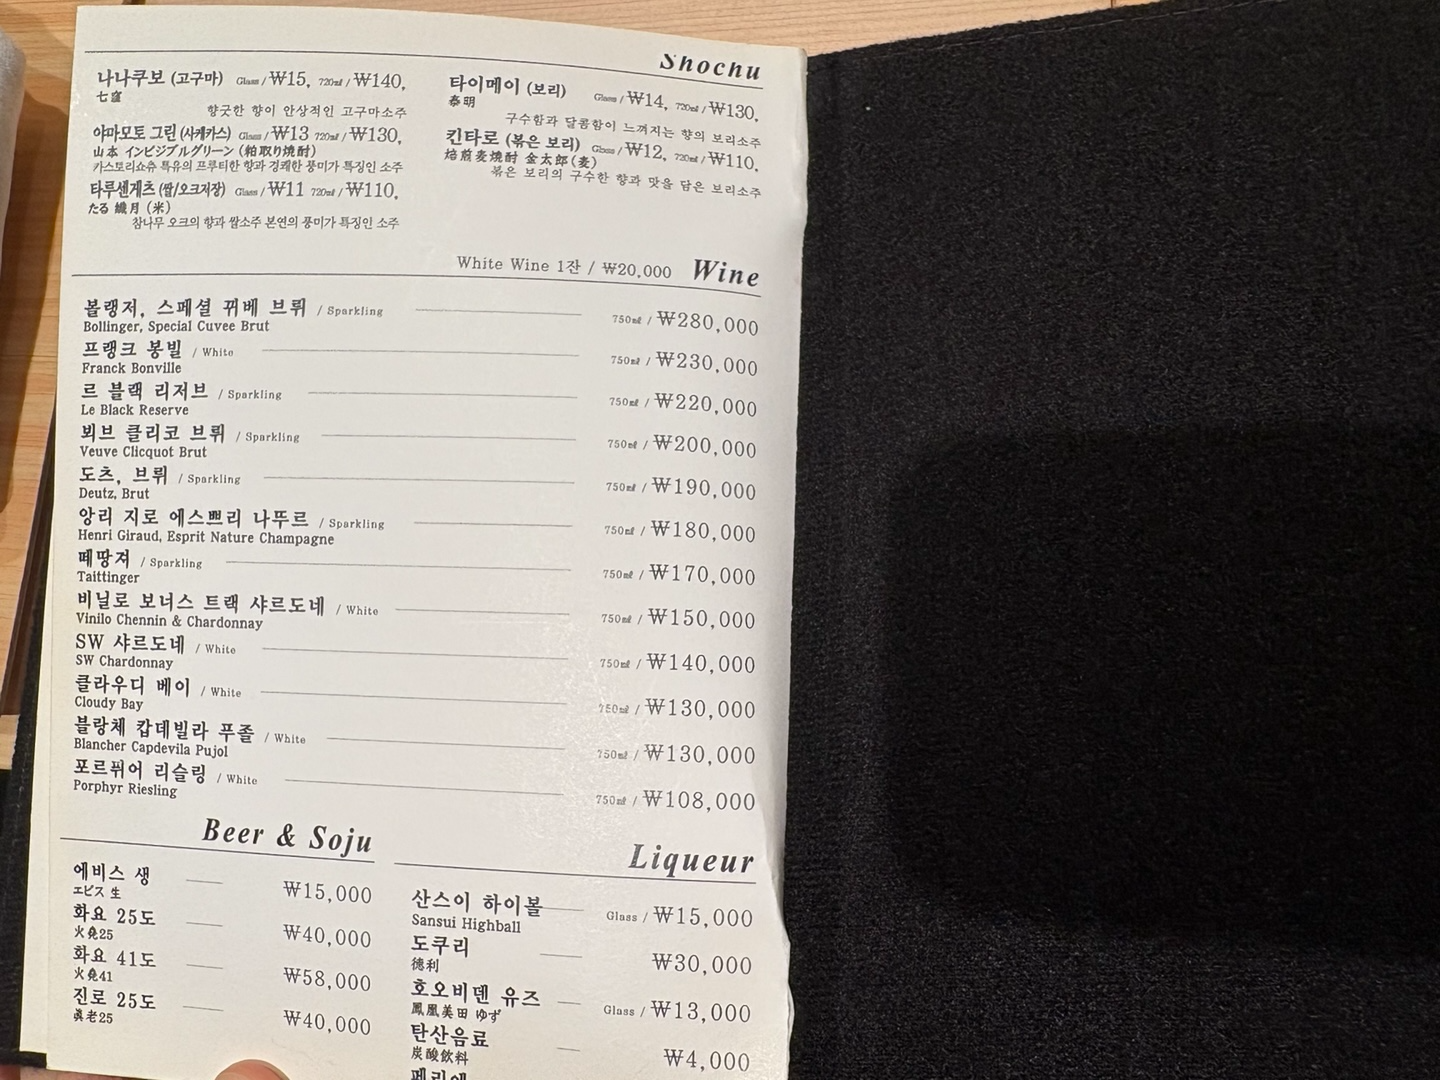 Shochu
나나쿠보 (고구마) Glass / ₩15, 720㎖ / ₩140,
七窪
향긋한 향이 안상적인 고구마소주
야마모토 그린 (사케카스) Glass / ₩13 720㎖ / ₩130,
山本 インビジブルグリーン (粕取り焼酎)
카스토리쇼츄 특유의 프루티한 향과 경쾌한 풍미가 특징인 소주
타루센게츠 (쌀/오크저장) Glass / ₩11 720㎖ / ₩110,
たる 繊月 (米)
참나무 오크의 향과 쌀소주 본연의 풍미가 특징인 소주
타이메이 (보리) Glass / ₩14, 720㎖ / ₩130,
泰明
구수함과 달콤함이 느껴지는 향의 보리소주
킨타로 (볶은 보리) Glass / ₩12, 720㎖ / ₩110,
焙煎麦焼酎 金太郎 (麦)
볶은 보리의 구수한 향과 맛을 담은 보리소주
White Wine 1잔 / ₩20,000 Wine
볼랭저, 스페셜 뀌베 브뤼 / Sparkling 750㎖ / ₩280,000
Bollinger, Special Cuvee Brut
프랭크 봉빌 / White 750㎖ / ₩230,000
Franck Bonville
르 블랙 리저브 / Sparkling 750㎖ / ₩220,000
Le Black Reserve
뵈브 클리코 브뤼 / Sparkling 750㎖ / ₩200,000
Veuve Clicquot Brut
도츠, 브뤼 / Sparkling 750㎖ / ₩190,000
Deutz, Brut
앙리 지로 에스쁘리 나뚜르 / Sparkling 750㎖ / ₩180,000
Henri Giraud, Esprit Nature Champagne
떼땅져 / Sparkling 750㎖ / ₩170,000
Taittinger
비닐로 보너스 트랙 샤르도네 / White 750㎖ / ₩150,000
Vinilo Chennin & Chardonnay
SW 샤르도네 / White 750㎖ / ₩140,000
SW Chardonnay
클라우디 베이 / White 750㎖ / ₩130,000
Cloudy Bay
블랑체 캅데빌라 푸졸 / White 750㎖ / ₩130,000
Blancher Capdevila Pujol
포르퓌어 리슬링 / White 750㎖ / ₩108,000
Porphyr Riesling
Beer & Soju
에비스 생 ₩15,000
エビス 生
화요 25도 ₩40,000
火堯25
화요 41도 ₩58,000
火堯41
진로 25도 ₩40,000
眞老25
Liqueur
산스이 하이볼 Glass / ₩15,000
Sansui Highball
도쿠리 ₩30,000
德利
호오비덴 유즈 Glass / ₩13,000
鳳凰美田 ゆず
탄산음료 ₩4,000
炭酸飲料